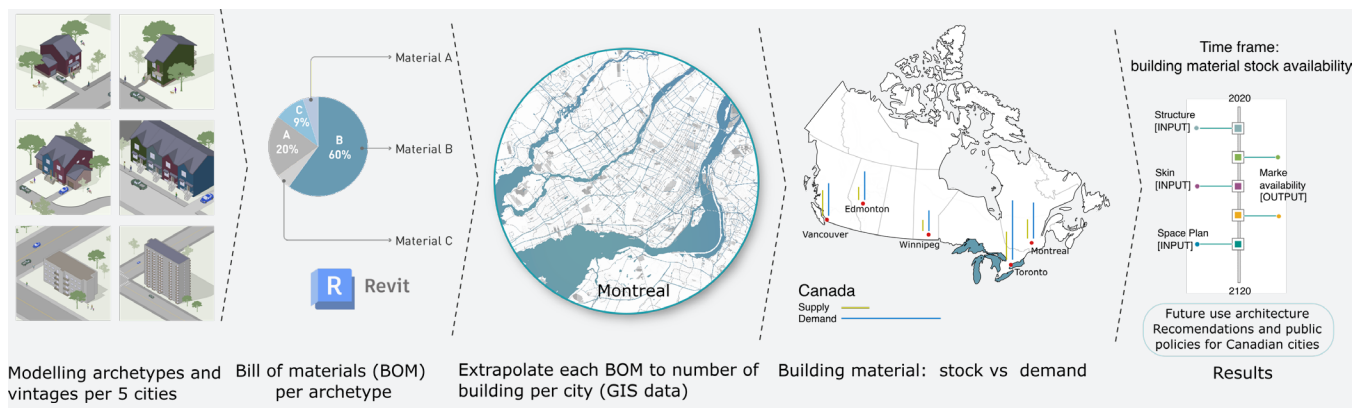 Material A
C
9%
A
20%
B
60%
Material B
Material C
R Revit
Montreal
Edmonton
Vancouver
Winnipeg
Montreal
Toronto
Canada
Supply
Demand
Time frame:
building material stock availability
2020
Structure
[INPUT]
Skin
[INPUT]
Marke
availability
[OUTPUT]
Space Plan
[INPUT]
2120
Future use architecture
Recomendations and public
policies for Canadian cities
Modelling archetypes and
vintages per 5 cities
Bill of materials (BOM)
per archetype
Extrapolate each BOM to number of
building per city (GIS data)
Building material: stock vs demand
Results